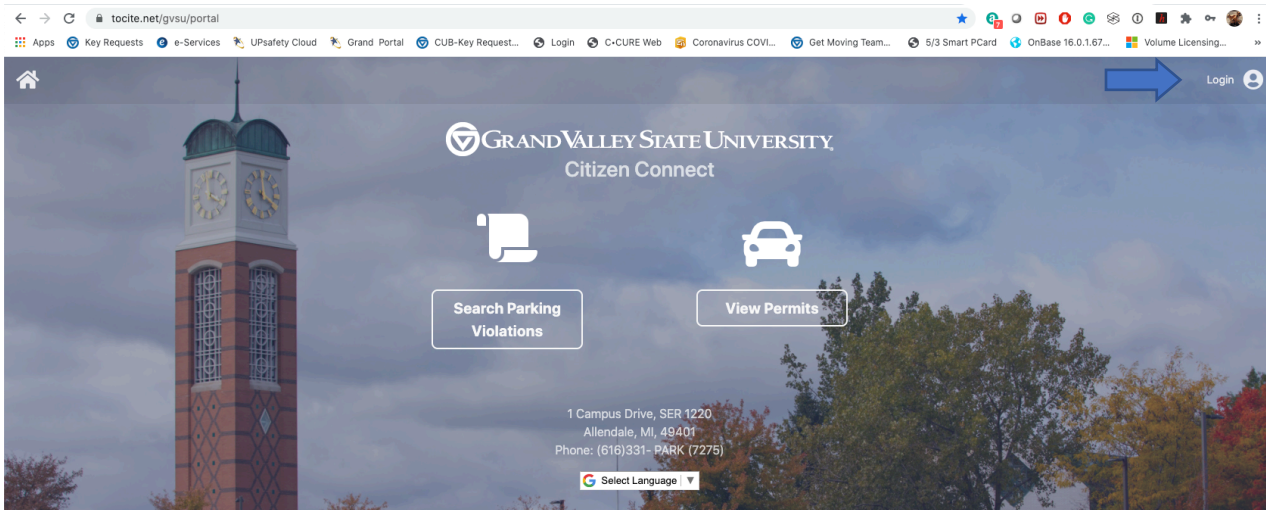 tocite.net/gvsu/portal
7
Apps Key Requests e-Services UPsafety Cloud Grand Portal CUB-Key Request... Login C•CURE Web Coronavirus COVI... Get Moving Team... 5/3 Smart PCard OnBase 16.0.1.67... Volume Licensing... »
Login
GRAND VALLEY STATE UNIVERSITY
Citizen Connect
Search Parking
Violations
View Permits
1 Campus Drive, SER 1220
Allendale, MI, 49401
Phone: (616)331- PARK (7275)
G Select Language ▼